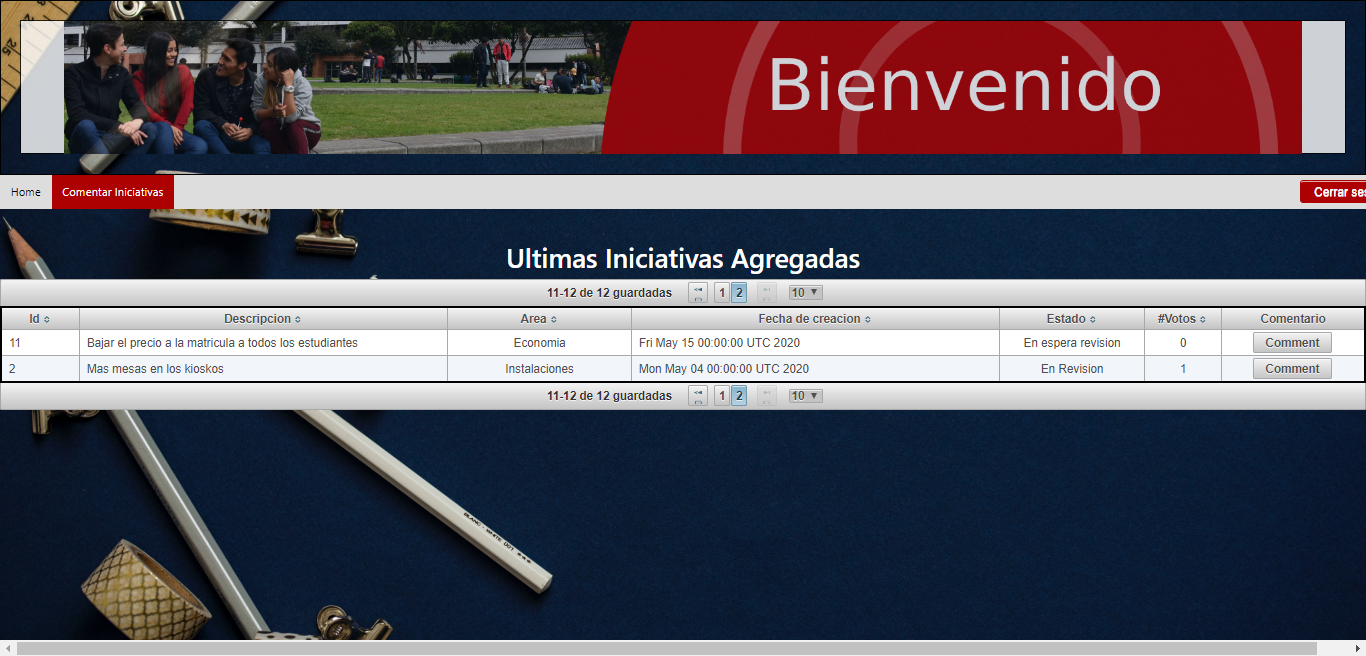 Bienvenido
Home Comentar Iniciativas Cerrar ses
Ultimas Iniciativas Agregadas
11-12 de 12 guardadas 1 2 10
Id Descripcion Area Fecha de creacion Estado #Votos Comentario
11 Bajar el precio a la matricula a todos los estudiantes Economia Fri May 15 00:00:00 UTC 2020 En espera revision 0 Comment
2 Mas mesas en los kioskos Instalaciones Mon May 04 00:00:00 UTC 2020 En Revision 1 Comment
11-12 de 12 guardadas 1 2 10
BLANC - WHITE 001